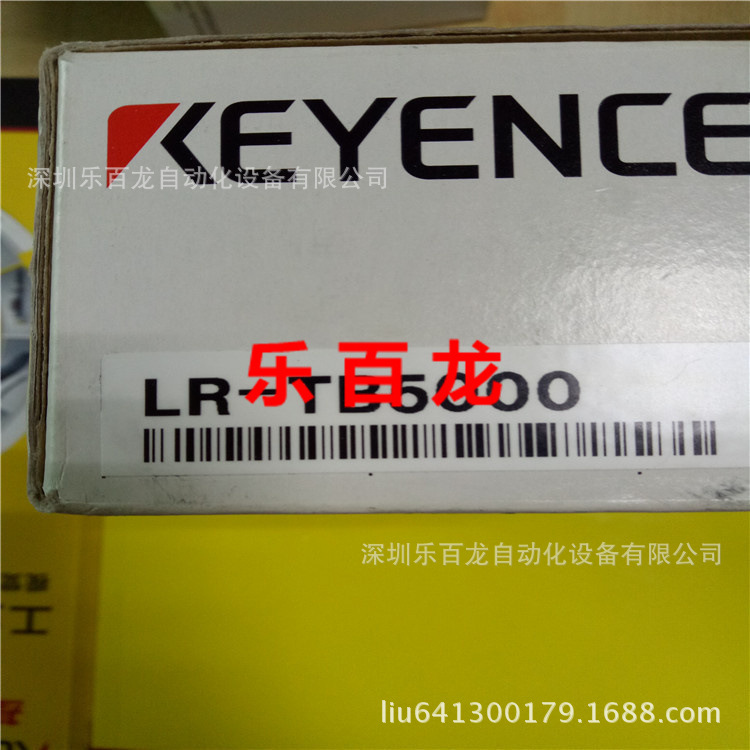 KEYENCE
深圳乐百龙自动化设备有限公司
乐百龙
LR-TB5000
深圳乐百龙自动化设备有限公司
工
liu641300179.1688.com